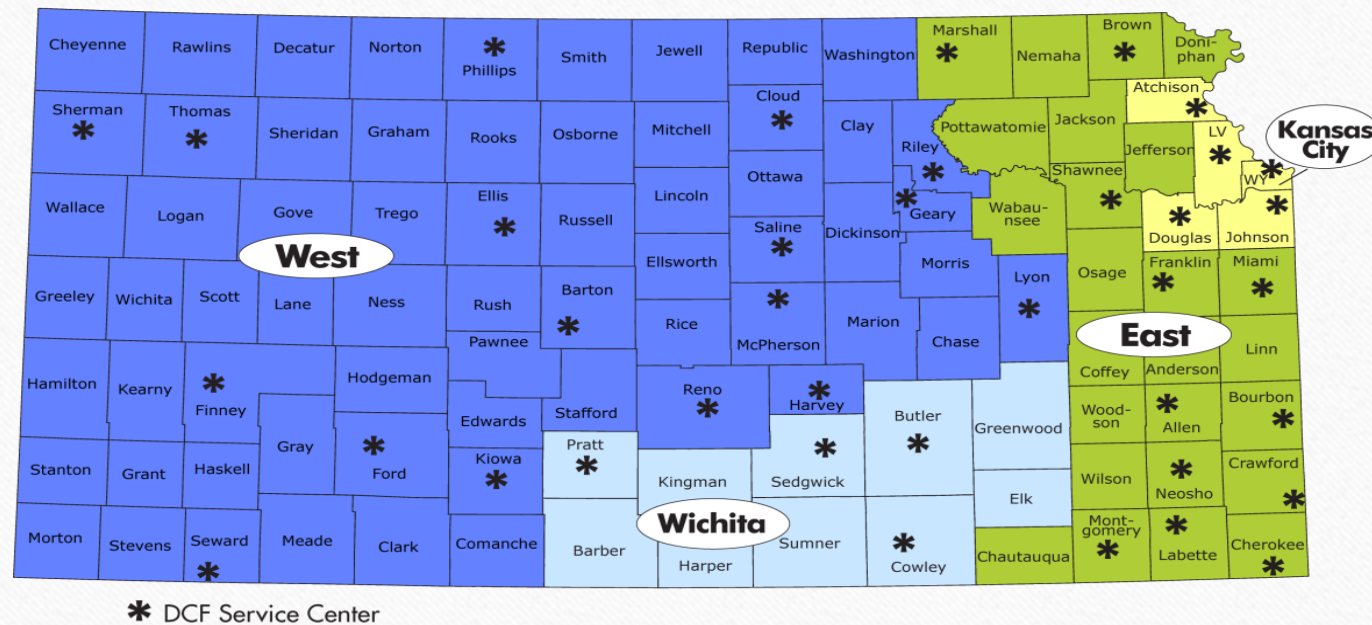 Cheyenne
Rawlins
Decatur
Norton
Phillips
Smith
Jewell
Republic
Washington
Marshall
Nemaha
Brown
Doni-
phan
Sherman
Thomas
Sheridan
Graham
Rooks
Osborne
Mitchell
Cloud
Clay
Riley
Pottawatomie
Jackson
Atchison
Jefferson
LV
Kansas
City
WY
Wallace
Logan
Gove
Trego
Ellis
Russell
Lincoln
Ottawa
Saline
Dickinson
Geary
Wabau-
nsee
Shawnee
Douglas
Johnson
West
Greeley
Wichita
Scott
Lane
Ness
Rush
Barton
Ellsworth
Rice
McPherson
Marion
Morris
Chase
Lyon
Osage
Franklin
Miami
East
Coffey
Anderson
Linn
Hamilton
Kearny
Finney
Hodgeman
Pawnee
Edwards
Stafford
Reno
Harvey
Butler
Greenwood
Wood-
son
Allen
Bourbon
Stanton
Grant
Haskell
Gray
Ford
Kiowa
Pratt
Kingman
Sedgwick
Elk
Wilson
Neosho
Crawford
Wichita
Morton
Stevens
Seward
Meade
Clark
Comanche
Barber
Harper
Sumner
Cowley
Chautauqua
Mont-
gomery
Labette
Cherokee
* DCF Service Center